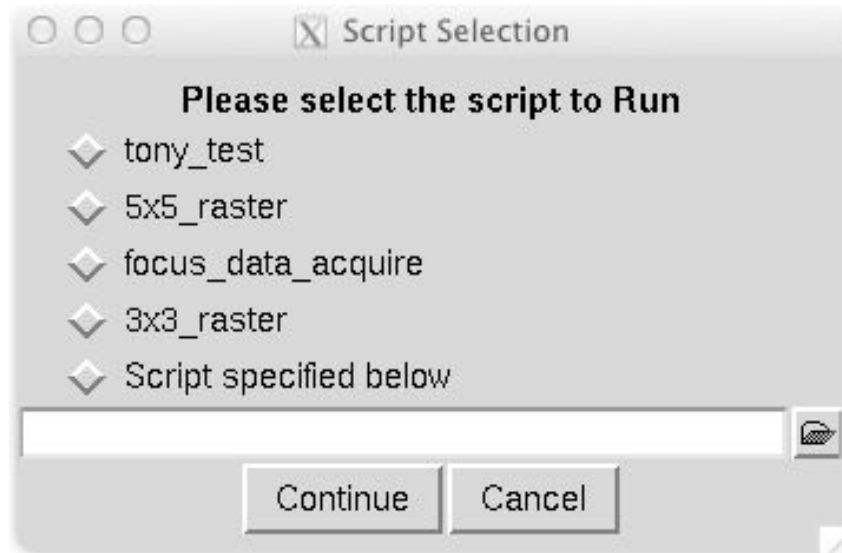 Script Selection
Please select the script to Run
tony_test
5x5_raster
focus_data_acquire
3x3_raster
Script specified below
Continue Cancel